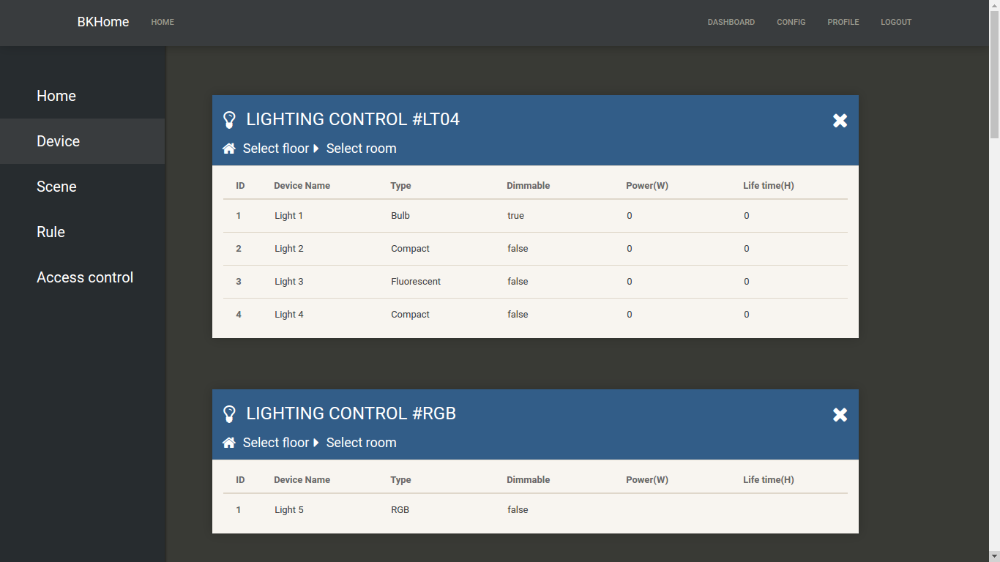 BKHome HOME DASHBOARD CONFIG PROFILE LOGOUT
Home
Device
Scene
Rule
Access control
LIGHTING CONTROL #LT04
Select floor Select room
ID Device Name Type Dimmable Power(W) Life time(H)
1 Light 1 Bulb true 0 0
2 Light 2 Compact false 0 0
3 Light 3 Fluorescent false 0 0
4 Light 4 Compact false 0 0
LIGHTING CONTROL #RGB
Select floor Select room
ID Device Name Type Dimmable Power(W) Life time(H)
1 Light 5 RGB false